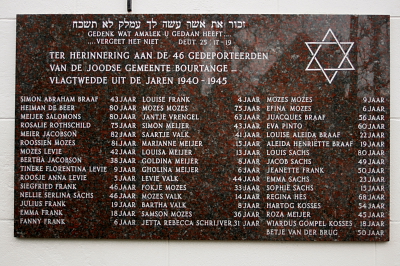 זכור את אשר עשה לך עמלק לא תשכח
GEDENK WAT AMALEK U GEDAAN HEEFT....
....VERGEET HET NIET DEUT. 25:17-19
TER HERINNERING AAN DE 46 GEDEPORTEERDEN
VAN DE JOODSE GEMEENTE BOURTANGE -
VLAGTWEDDE UIT DE JAREN 1940-1945
SIMON ABRAHAM BRAAF 43 JAAR LOUISE FRANK 4 JAAR MOZES MOZES 9 JAAR
HEIMAN DE BEER 80 JAAR MOZES MOZES 75 JAAR EFINA MOZES 6 JAAR
MEIJER SALOMONS 80 JAAR JANTJE VRENGEL 63 JAAR JUACQUES BRAAF 56 JAAR
ROSALIE ROTHSCHILD 75 JAAR SIMON MEIJER 43 JAAR EVA PINTO 60 JAAR
MEIER JACOBSON 82 JAAR SAARTJE VALK 41 JAAR LOUISE ALEIDA BRAAF 22 JAAR
ROOSSIEN MOZES 81 JAAR MARIANNE MEIJER 15 JAAR ALEIDA HENRIETTE BRAAF 19 JAAR
MOZES LEVIE 42 JAAR LOUISA MEIJER 13 JAAR LOUIS SACHS 80 JAAR
BERTHA JACOBSON 38 JAAR GOLDINA MEIJER 8 JAAR JACOB SACHS 49 JAAR
TINEKE FLORENTINA LEVIE 9 JAAR GHOLINA MEIJER 6 JAAR JEANETTE FRANK 50 JAAR
ROOSJE ANNA LEVIE 5 JAAR LEVIE VALK 44 JAAR EMMA SACHS 23 JAAR
SIEGFRIED FRANK 46 JAAR FOKJE MOZES 33 JAAR SOPHIE SACHS 15 JAAR
NELLIE SERLINA SACHS 46 JAAR MOZES VALK 14 JAAR REGINA HES 68 JAAR
JULIUS FRANK 19 JAAR BARTHA VALK 8 JAAR HARTOG KOSSES 54 JAAR
EMMA FRANK 18 JAAR SAMSON MOZES 36 JAAR ROZA MEIJER 45 JAAR
FANNY FRANK 6 JAAR JETTA REBECCA SCHRIJVER 31 JAAR WIARDUS GOMPEL KOSSES 18 JAAR
BETJE VAN DER BRUG 50 JAAR